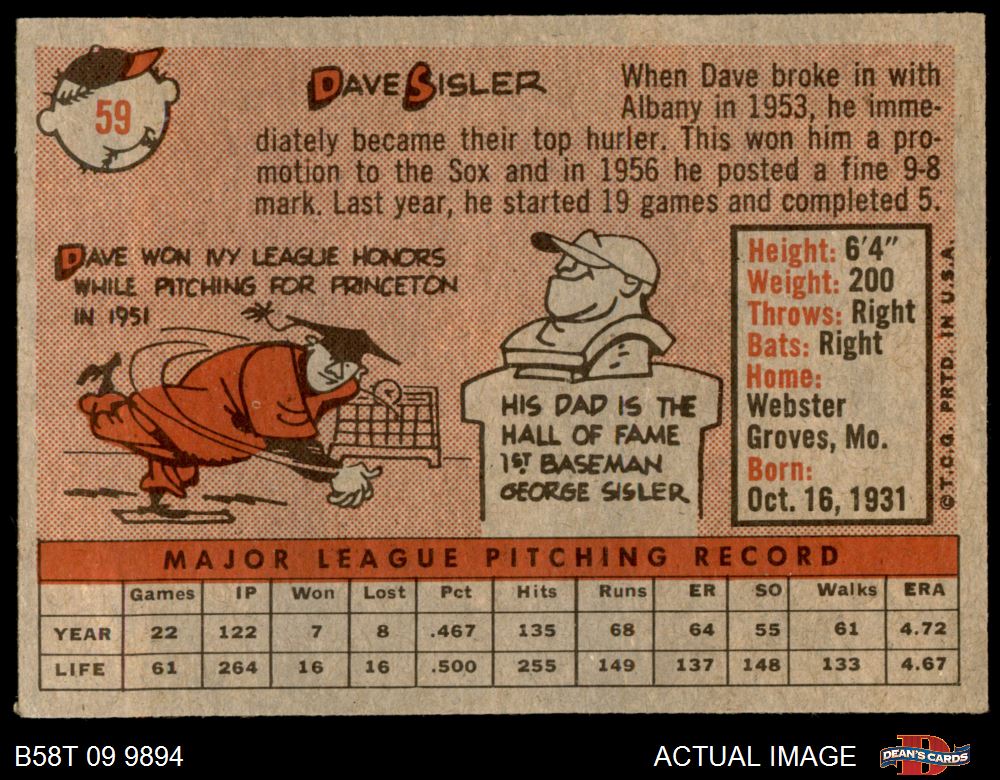 59
DAVE SISLER
When Dave broke in with
Albany in 1953, he imme-
diately became their top hurler. This won him a pro-
motion to the Sox and in 1956 he posted a fine 9-8
mark. Last year, he started 19 games and completed 5.
DAVE WON IVY LEAGUE HONORS
WHILE PITCHING FOR PRINCETON
IN 1951
HIS DAD IS THE
HALL OF FAME
1ST BASEMAN
GEORGE SISLER
Height: 6'4"
Weight: 200
Throws: Right
Bats: Right
Home:
Webster
Groves, Mo.
Born:
Oct. 16, 1931
© T.C.G. PRTD. IN U.S.A.
MAJOR LEAGUE PITCHING RECORD
Games IP Won Lost Pct Hits Runs ER SO Walks ERA
YEAR 22 122 7 8 .467 135 68 64 55 61 4.72
LIFE 61 264 16 16 .500 255 149 137 148 133 4.67
B58T 09 9894
ACTUAL IMAGE
DEAN'S CARDS